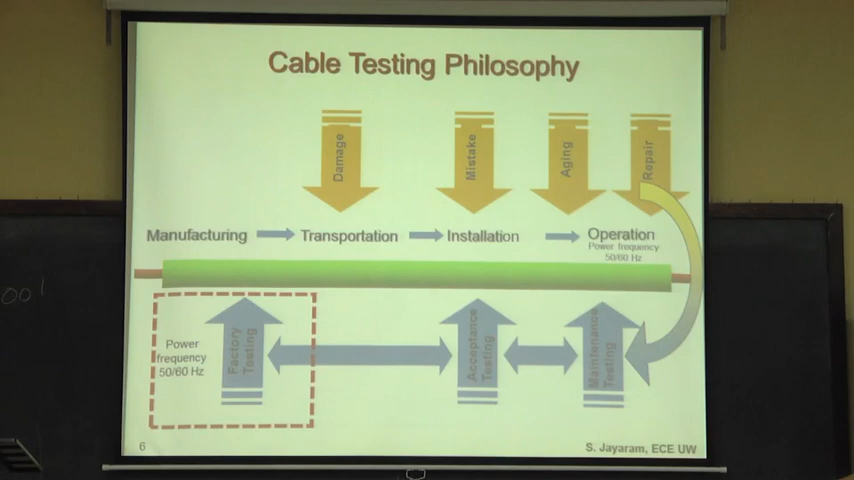 Cable Testing Philosophy
Damage
Mistake
Aging
Repair
Manufacturing
Transportation
Installation
Operation
Power frequency
50/60 Hz
Power
frequency
50/60 Hz
Factory
Testing
Acceptance
Testing
Maintenance
Testing
6
S. Jayaram, ECE UW
001